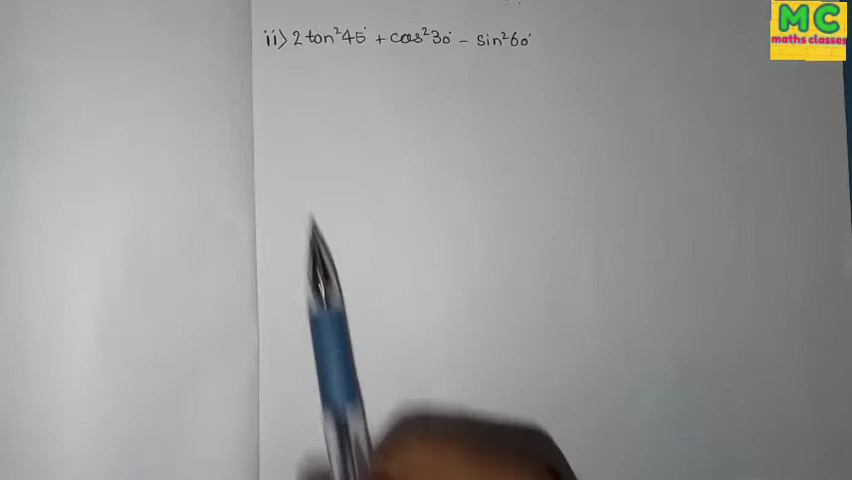 ii> 2 tan²45° + cos²30° - sin²60°
MC
maths classes